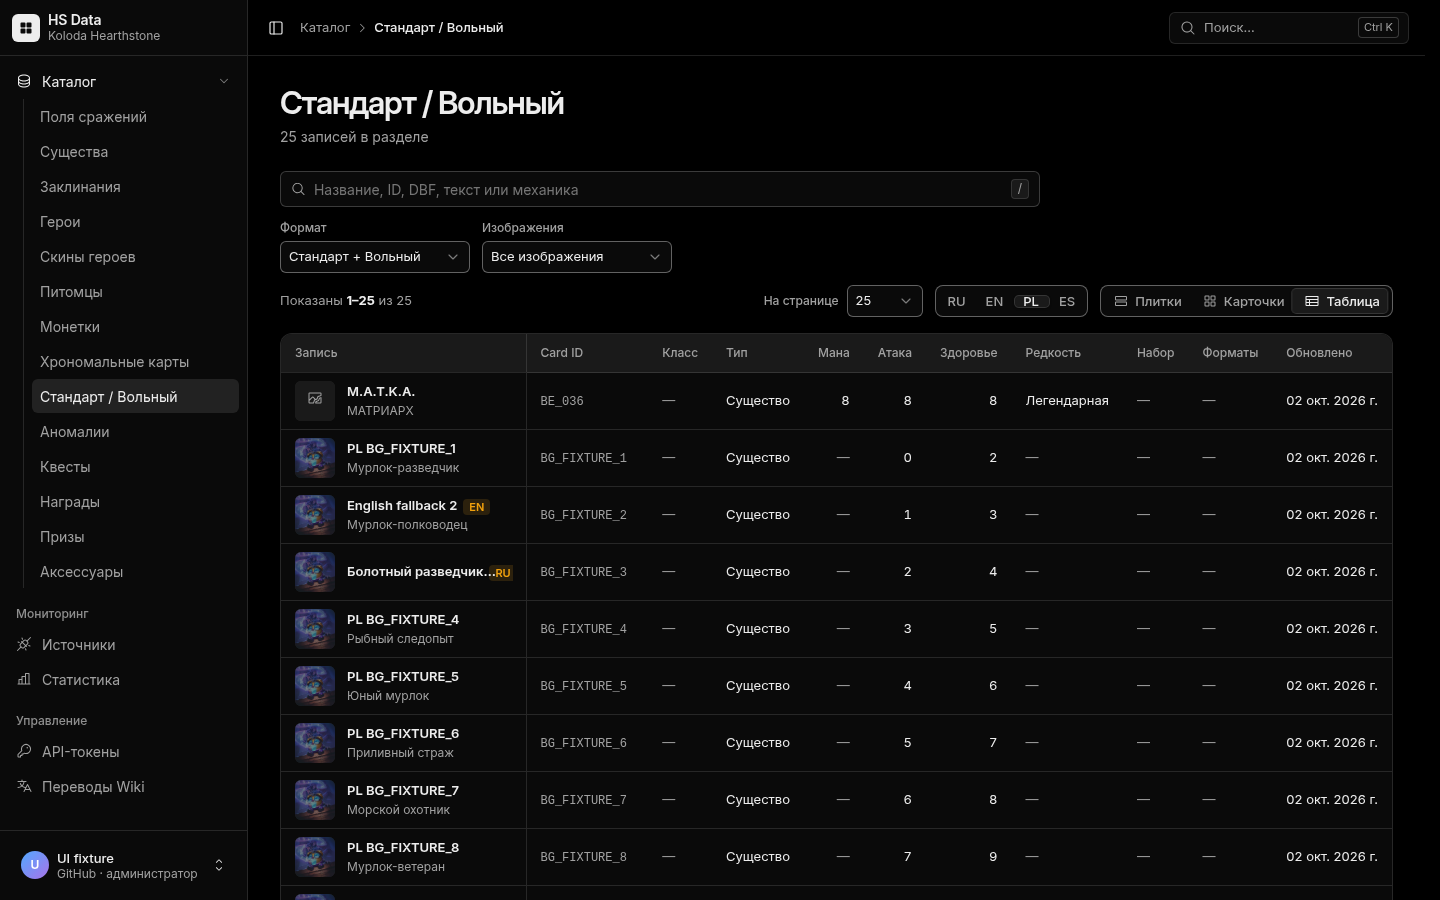 HS Data
Koloda Hearthstone
Каталог
Поля сражений
Существа
Заклинания
Герои
Скины героев
Питомцы
Монетки
Хрономальные карты
Стандарт / Вольный
Аномалии
Квесты
Награды
Призы
Аксессуары
Мониторинг
Источники
Статистика
Управление
API-токены
Переводы Wiki
U
UI fixture
GitHub · администратор
Каталог > Стандарт / Вольный
Поиск... Ctrl K
Стандарт / Вольный
25 записей в разделе
Название, ID, DBF, текст или механика /
Формат Изображения
Стандарт + Вольный Все изображения
Показаны 1–25 из 25 На странице 25 RU EN PL ES Плитки Карточки Таблица
Запись Card ID Класс Тип Мана Атака Здоровье Редкость Набор Форматы Обновлено
M.A.T.K.A.
МАТРИАРХ
BE_036 — Существо 8 8 8 Легендарная — — 02 окт. 2026 г.
PL BG_FIXTURE_1
Мурлок-разведчик
BG_FIXTURE_1 — Существо — 0 2 — — — 02 окт. 2026 г.
English fallback 2 EN
Мурлок-полководец
BG_FIXTURE_2 — Существо — 1 3 — — — 02 окт. 2026 г.
Болотный разведчик... RU
BG_FIXTURE_3 — Существо — 2 4 — — — 02 окт. 2026 г.
PL BG_FIXTURE_4
Рыбный следопыт
BG_FIXTURE_4 — Существо — 3 5 — — — 02 окт. 2026 г.
PL BG_FIXTURE_5
Юный мурлок
BG_FIXTURE_5 — Существо — 4 6 — — — 02 окт. 2026 г.
PL BG_FIXTURE_6
Приливный страж
BG_FIXTURE_6 — Существо — 5 7 — — — 02 окт. 2026 г.
PL BG_FIXTURE_7
Морской охотник
BG_FIXTURE_7 — Существо — 6 8 — — — 02 окт. 2026 г.
PL BG_FIXTURE_8
Мурлок-ветеран
BG_FIXTURE_8 — Существо — 7 9 — — — 02 окт. 2026 г.